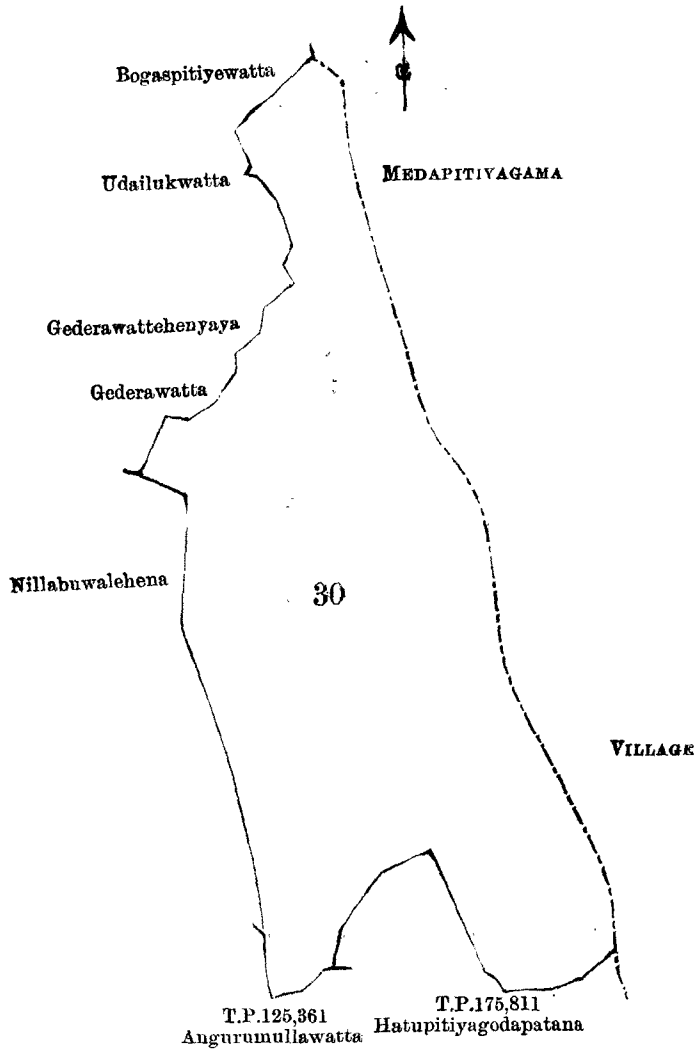 Bogaspitiyewatta
Udailukwatta
MEDAPITIYAGAMA
Gederawattehenyaya
Gederawatta
Nillabuwalehena
30
VILLAGE
T.P.125,361
Angurumullawatta
T.P.175,811
Hatupitiyagodapatana